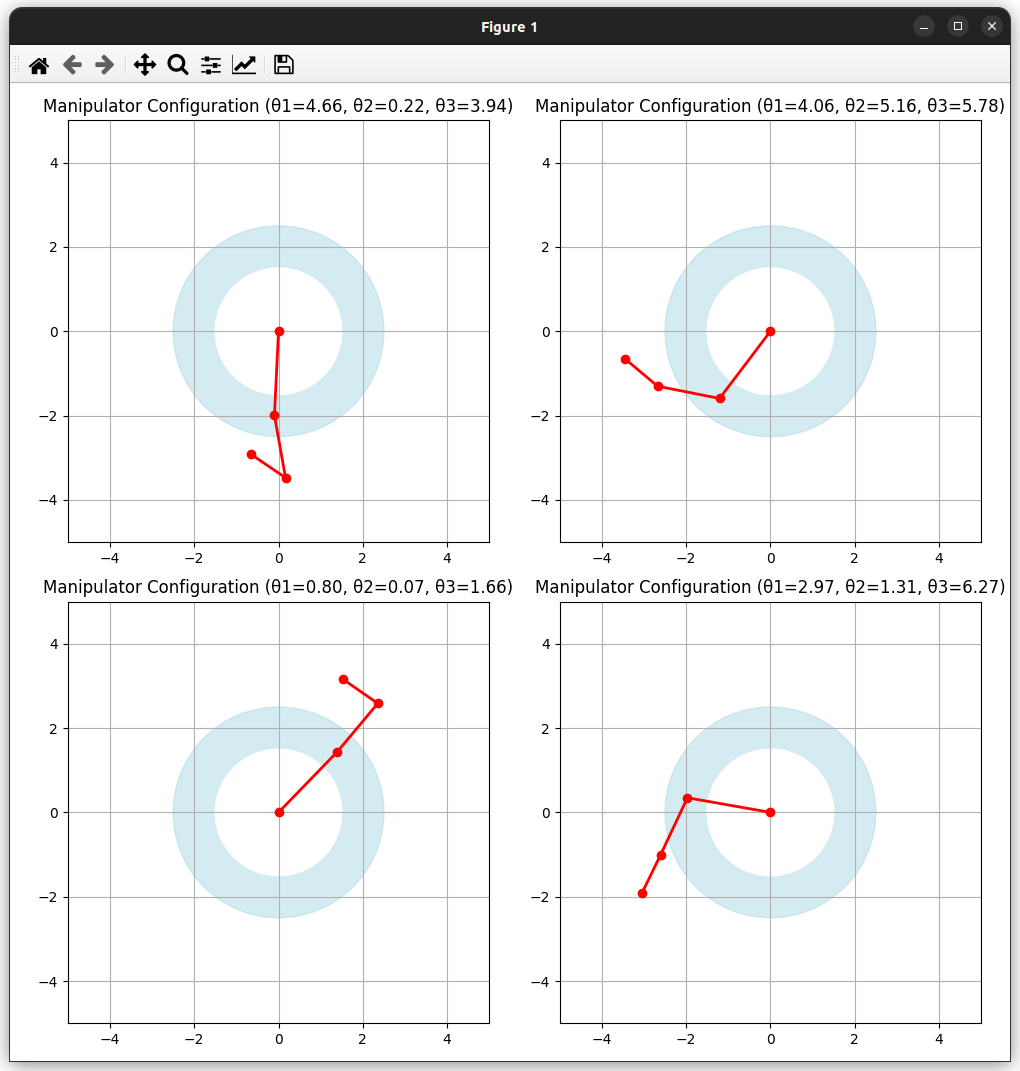 Figure 1
Manipulator Configuration (θ1=4.66, θ2=0.22, θ3=3.94)
4
2
0
−2
−4
−4 −2 0 2 4
Manipulator Configuration (θ1=4.06, θ2=5.16, θ3=5.78)
4
2
0
−2
−4
−4 −2 0 2 4
Manipulator Configuration (θ1=0.80, θ2=0.07, θ3=1.66)
4
2
0
−2
−4
−4 −2 0 2 4
Manipulator Configuration (θ1=2.97, θ2=1.31, θ3=6.27)
4
2
0
−2
−4
−4 −2 0 2 4